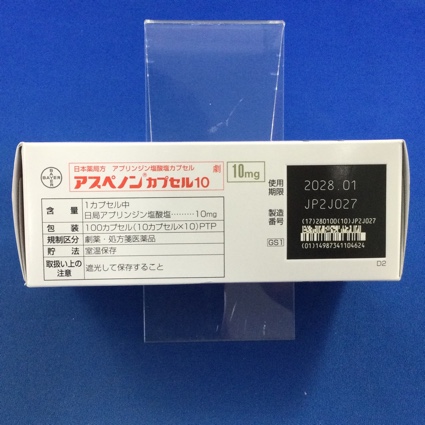 BAYER
日本薬局方 アプリンジン塩酸塩カプセル 劇
アスペノン®カプセル10
10mg
含量 1カプセル中
日局アプリンジン塩酸塩………10mg
包装 100カプセル(10カプセル×10)PTP
規制区分 劇薬・処方箋医薬品
貯法 室温保存
取扱い上の注意 遮光して保存すること
使用期限 2028.01
製造番号 JP2J027
(17)280100(10)JP2J027
GS1
(01)14987341104624
D2